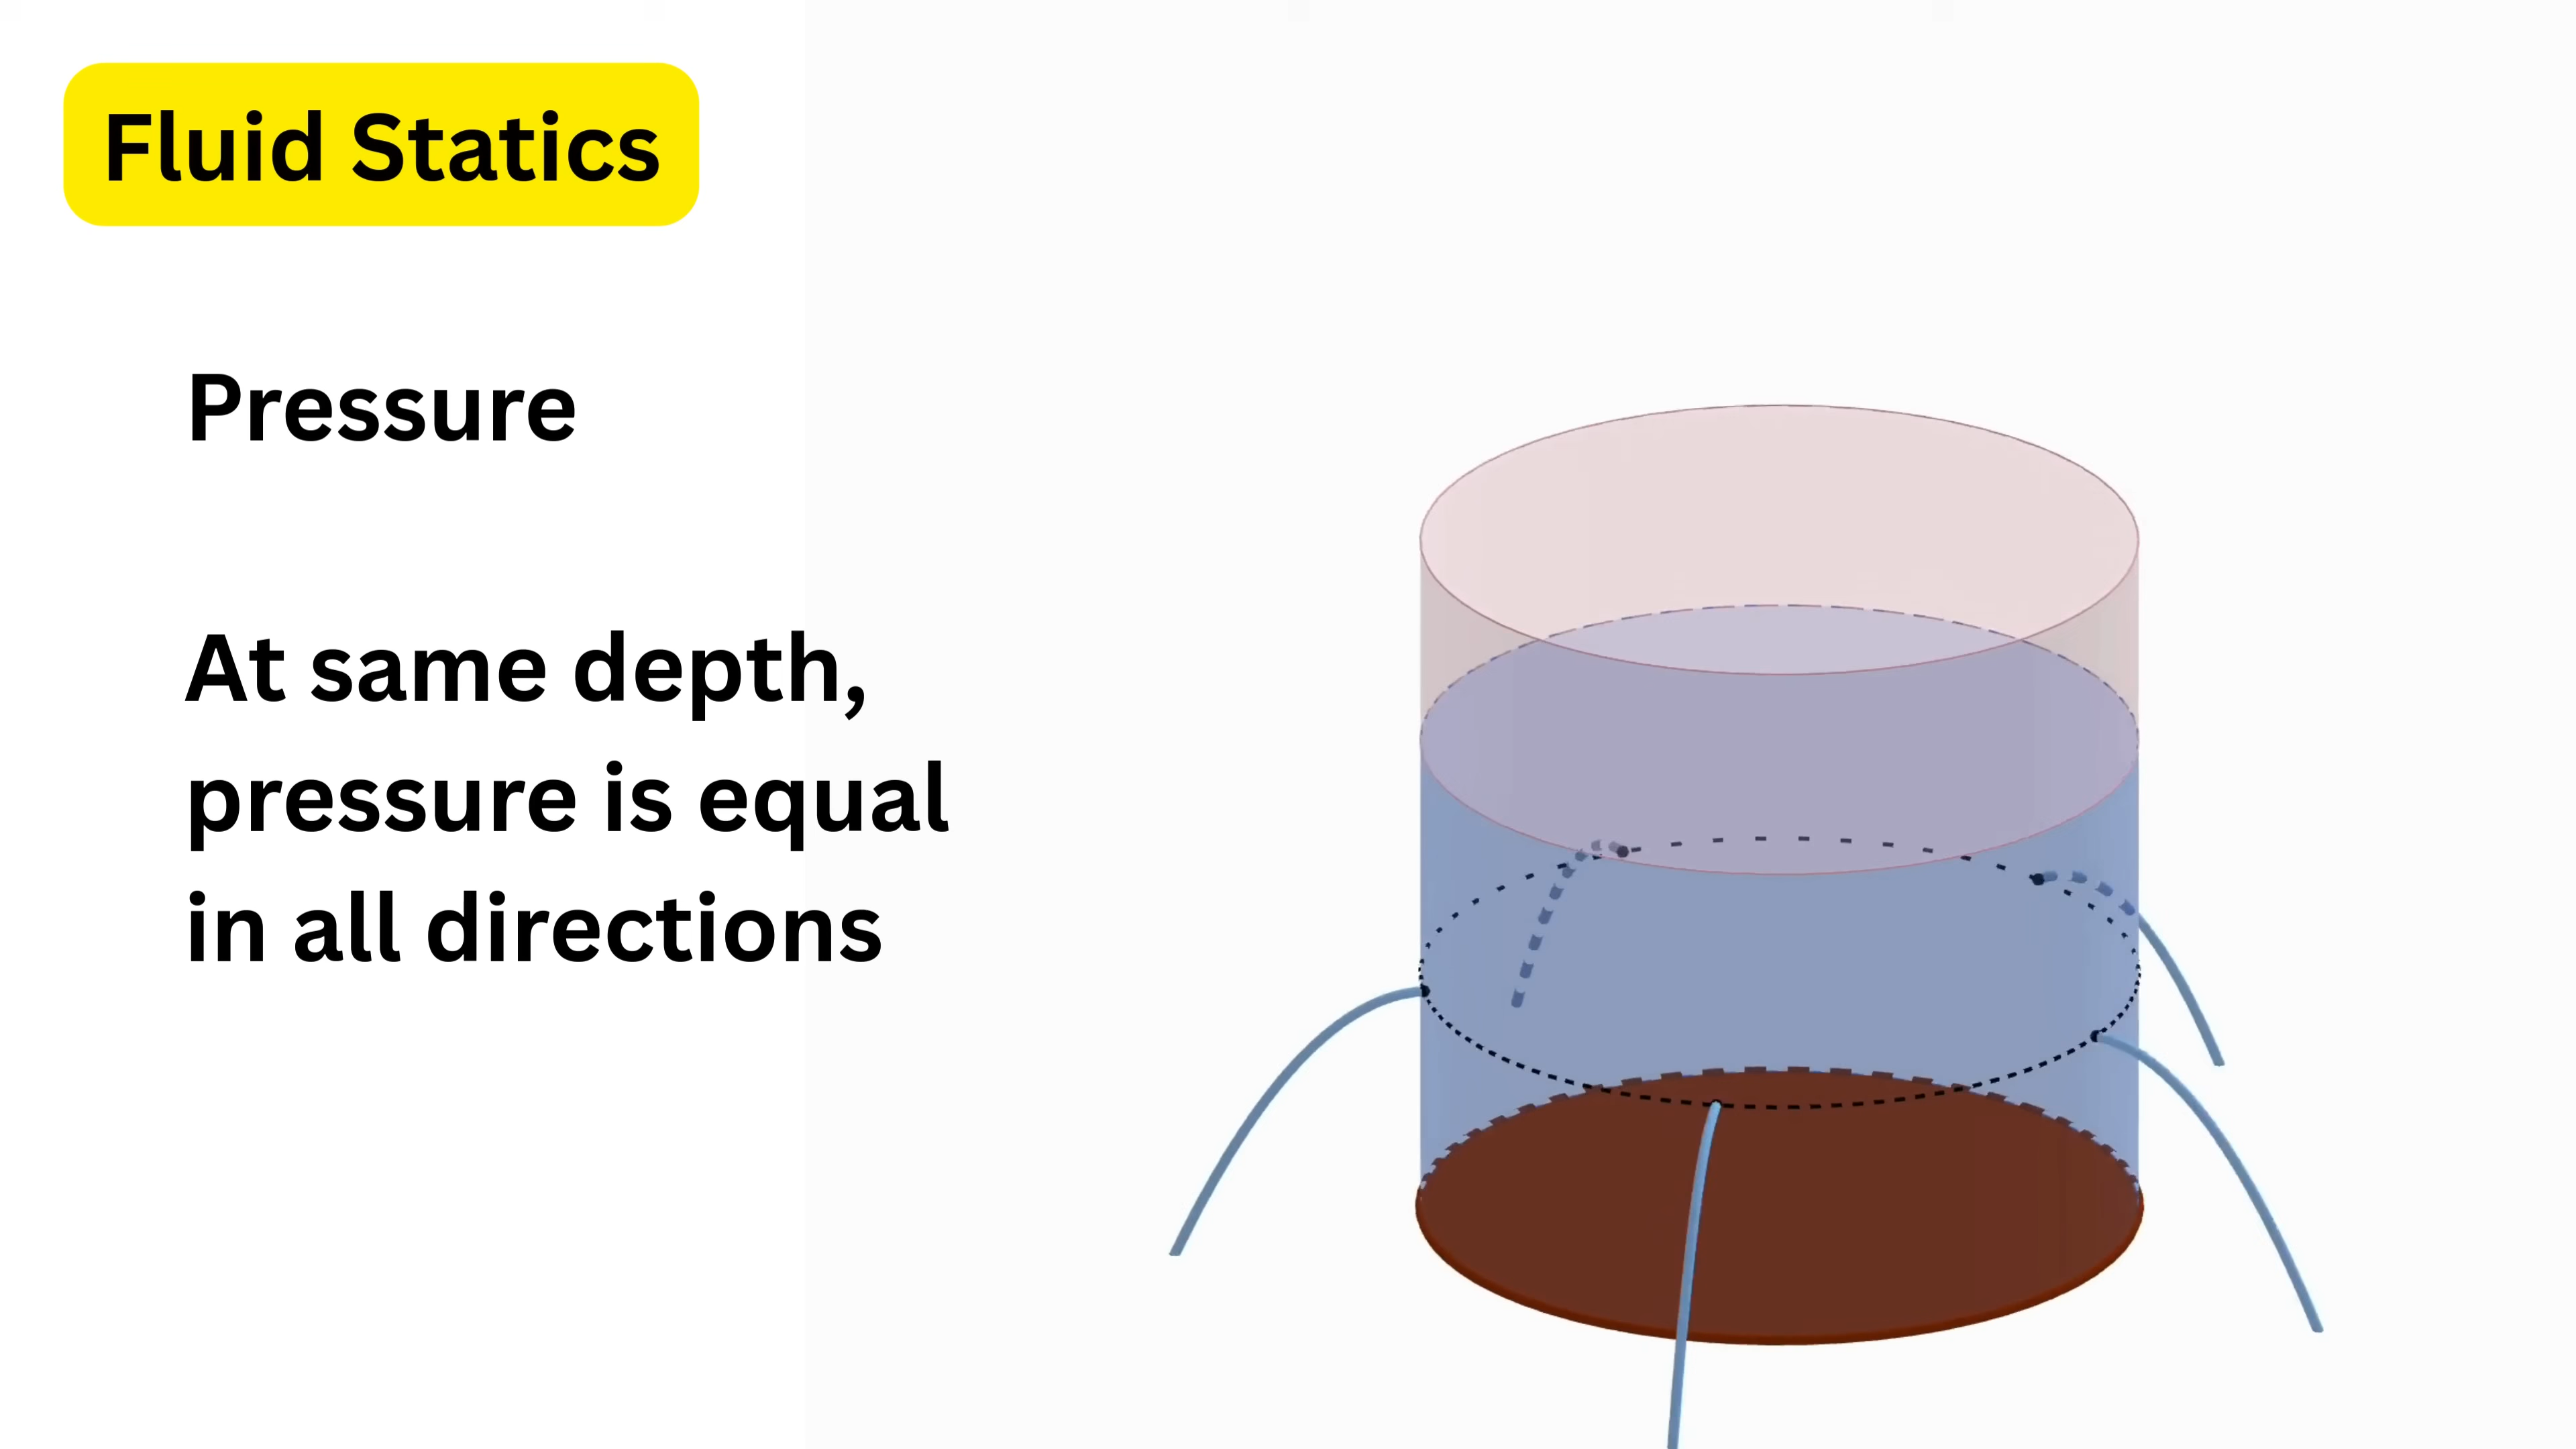 Fluid Statics
Pressure
At same depth,
pressure is equal
in all directions